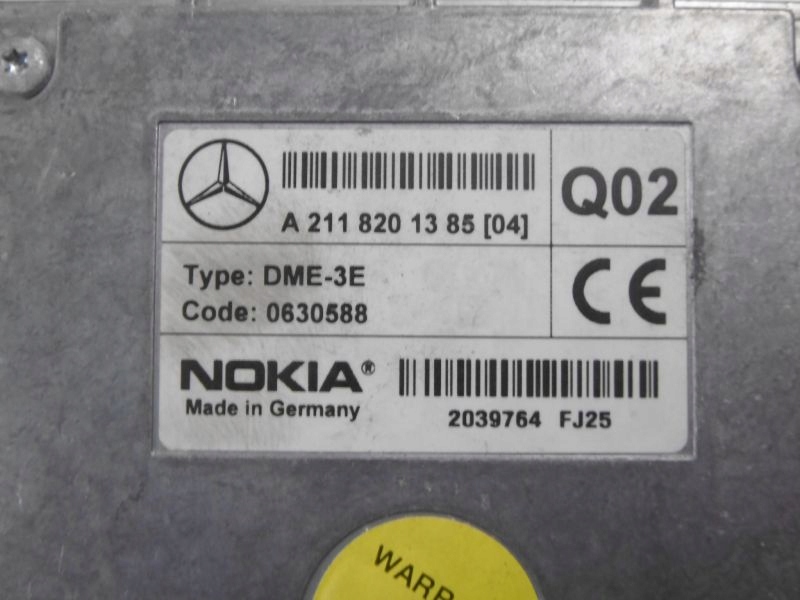 A 211 820 13 85 [04]
Q02
Type: DME-3E
Code: 0630588
CE
NOKIA®
Made in Germany
2039764 FJ25